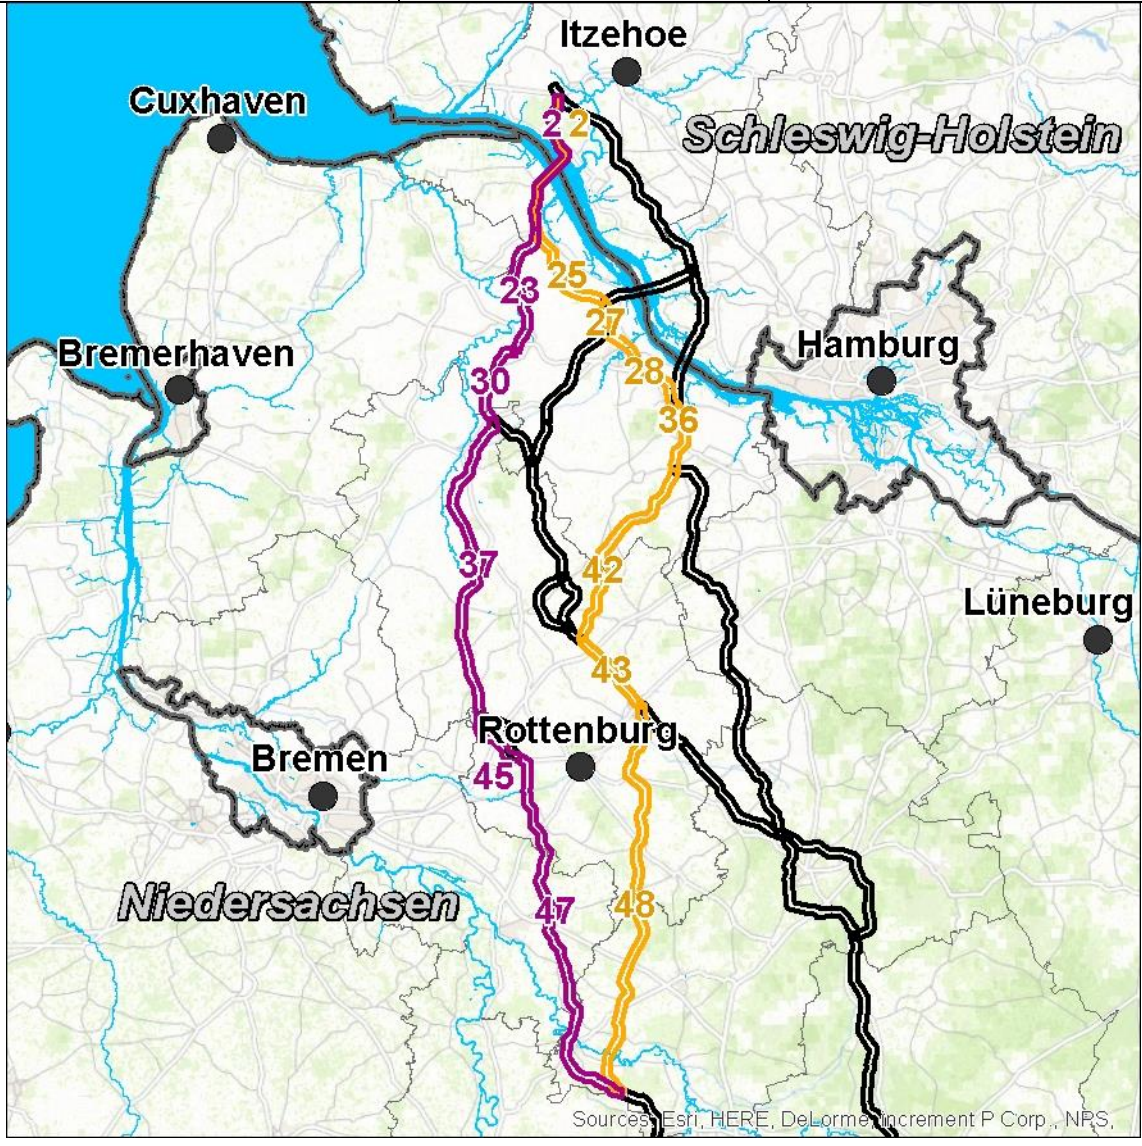 Itzehoe
Cuxhaven
2 2
Schleswig-Holstein
25
23
27
Bremerhaven
Hamburg
28
30
36
37
42
Lüneburg
43
Rottenburg
Bremen
45
Niedersachsen
47
48
Sources: Esri, HERE, DeLorme, Increment P Corp., NPS,